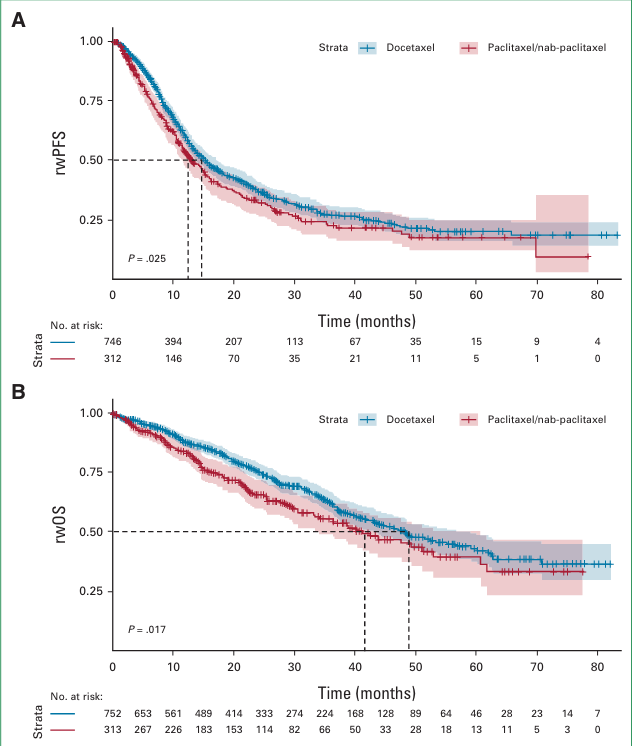 A
1.00
0.75
0.50
0.25
rwPFS
Strata Docetaxel Paclitaxel/nab-paclitaxel
P = .025
0 10 20 30 40 50 60 70 80
Time (months)
No. at risk:
Strata
746 394 207 113 67 35 15 9 4
312 146 70 35 21 11 5 1 0
B
1.00
0.75
0.50
0.25
rwOS
Strata Docetaxel Paclitaxel/nab-paclitaxel
P = .017
0 10 20 30 40 50 60 70 80
Time (months)
No. at risk:
Strata
752 653 561 489 414 333 274 224 168 128 89 64 46 28 23 14 7
313 267 226 183 153 114 82 66 50 33 28 18 13 11 5 3 0